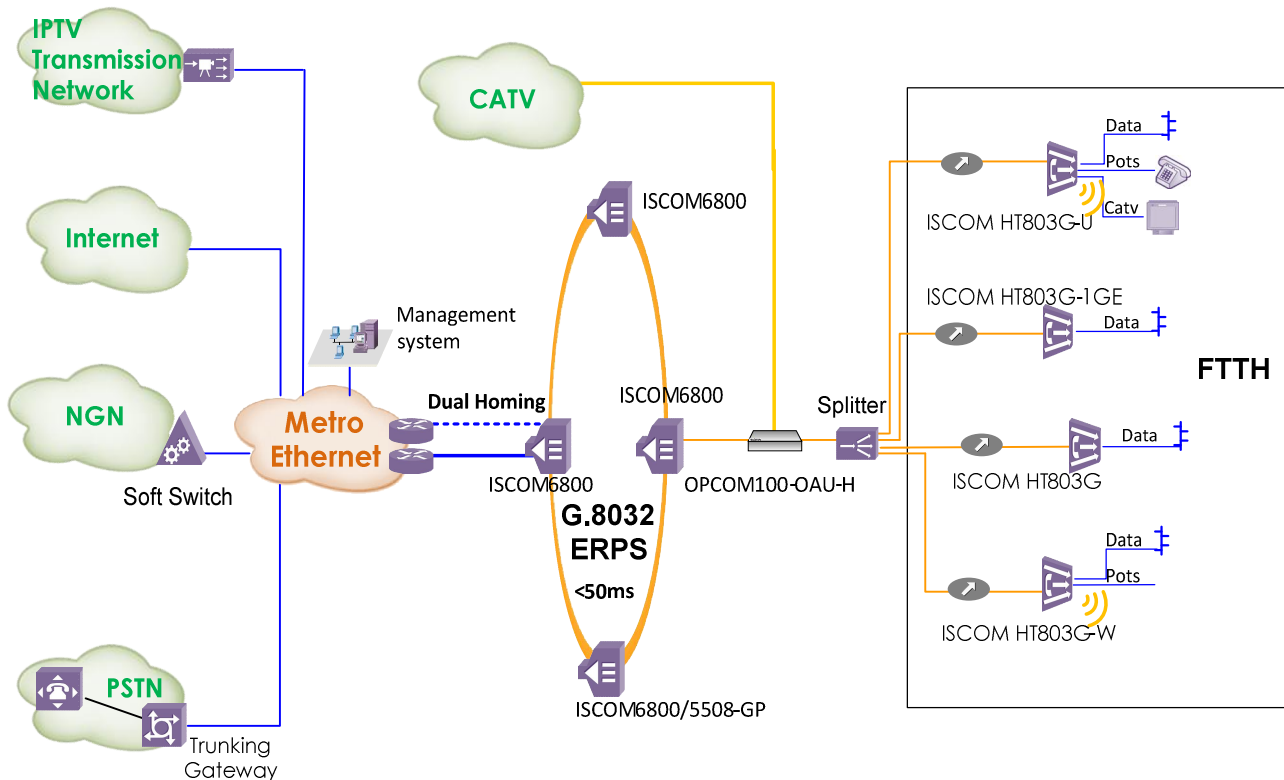 IPTV
Transmission
Network
CATV
Internet
NGN
Soft Switch
PSTN
Trunking
Gateway
Metro
Ethernet
Management
system
Dual Homing
ISCOM6800
ISCOM6800
ISCOM6800
G.8032
ERPS
<50ms
ISCOM6800/5508-GP
OPCOM100-OAU-H
Splitter
Data
Pots
Catv
ISCOM HT803G-U
ISCOM HT803G-1GE
Data
FTTH
Data
ISCOM HT803G
Data
Pots
ISCOM HT803G-W